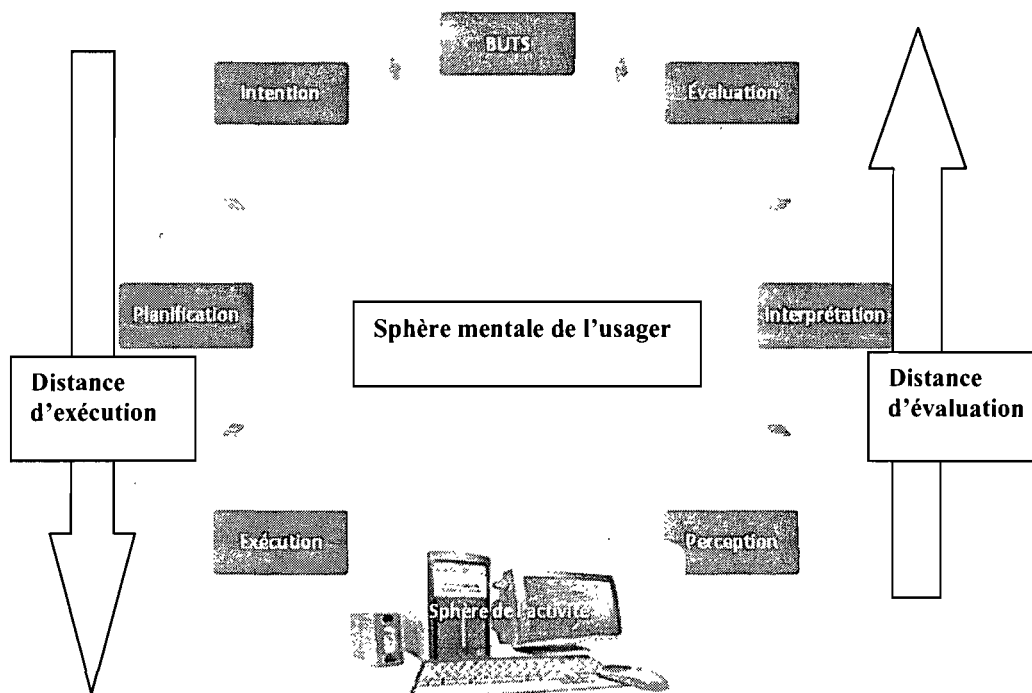 BUTS
Intention
Évaluation
Planification
Sphère mentale de l’usager
Interprétation
Distance
d’exécution
Distance
d’évaluation
Exécution
Perception
Sphère de l'activité